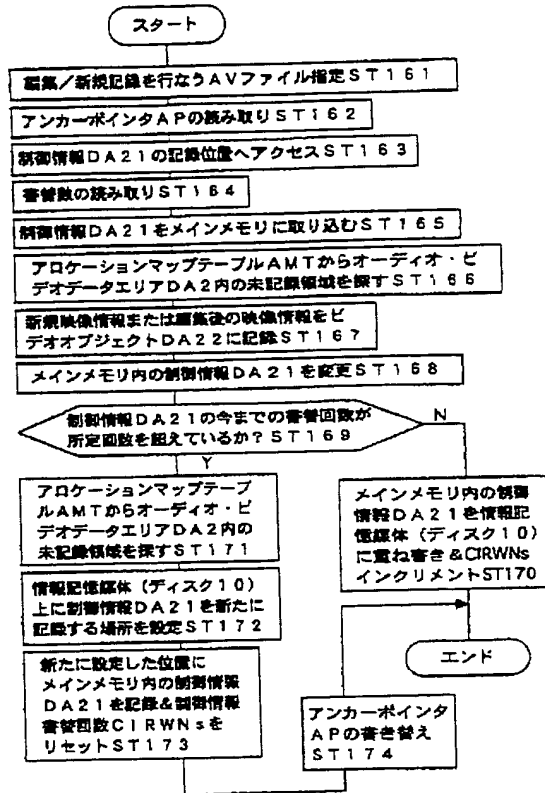 スタート
編集／新規記録を行なうAVファイル指定ST161
アンカーポインタAPの読み取りST162
制御情報DA21の記録位置へアクセスST163
書替数の読み取りST164
制御情報DA21をメインメモリに取り込むST165
アロケーションマップテーブルAMTからオーディオ・ビ
デオデータエリアDA2内の未記録領域を探すST166
新規映像情報または編集後の映像情報をビ
デオオブジェクトDA22に記録ST167
メインメモリ内の制御情報DA21を変更ST168
制御情報DA21の今までの書替回数が
所定回数を超えているか？ST169
N
Y
アロケーションマップテーブ
ルAMTからオーディオ・ビ
デオデータエリアDA2内の
未記録領域を探すST171
情報記憶媒体（ディスク10）
上に制御情報DA21を新たに
記録する場所を設定ST172
新たに設定した位置に
メインメモリ内の制御情報
DA21を記録＆制御情報
書替回数CIRWNsを
リセットST173
メインメモリ内の制御
情報DA21を情報記
憶媒体（ディスク10）
に重ね書き＆CIRWNs
インクリメントST170
エンド
アンカーポインタ
APの書き替え
ST174